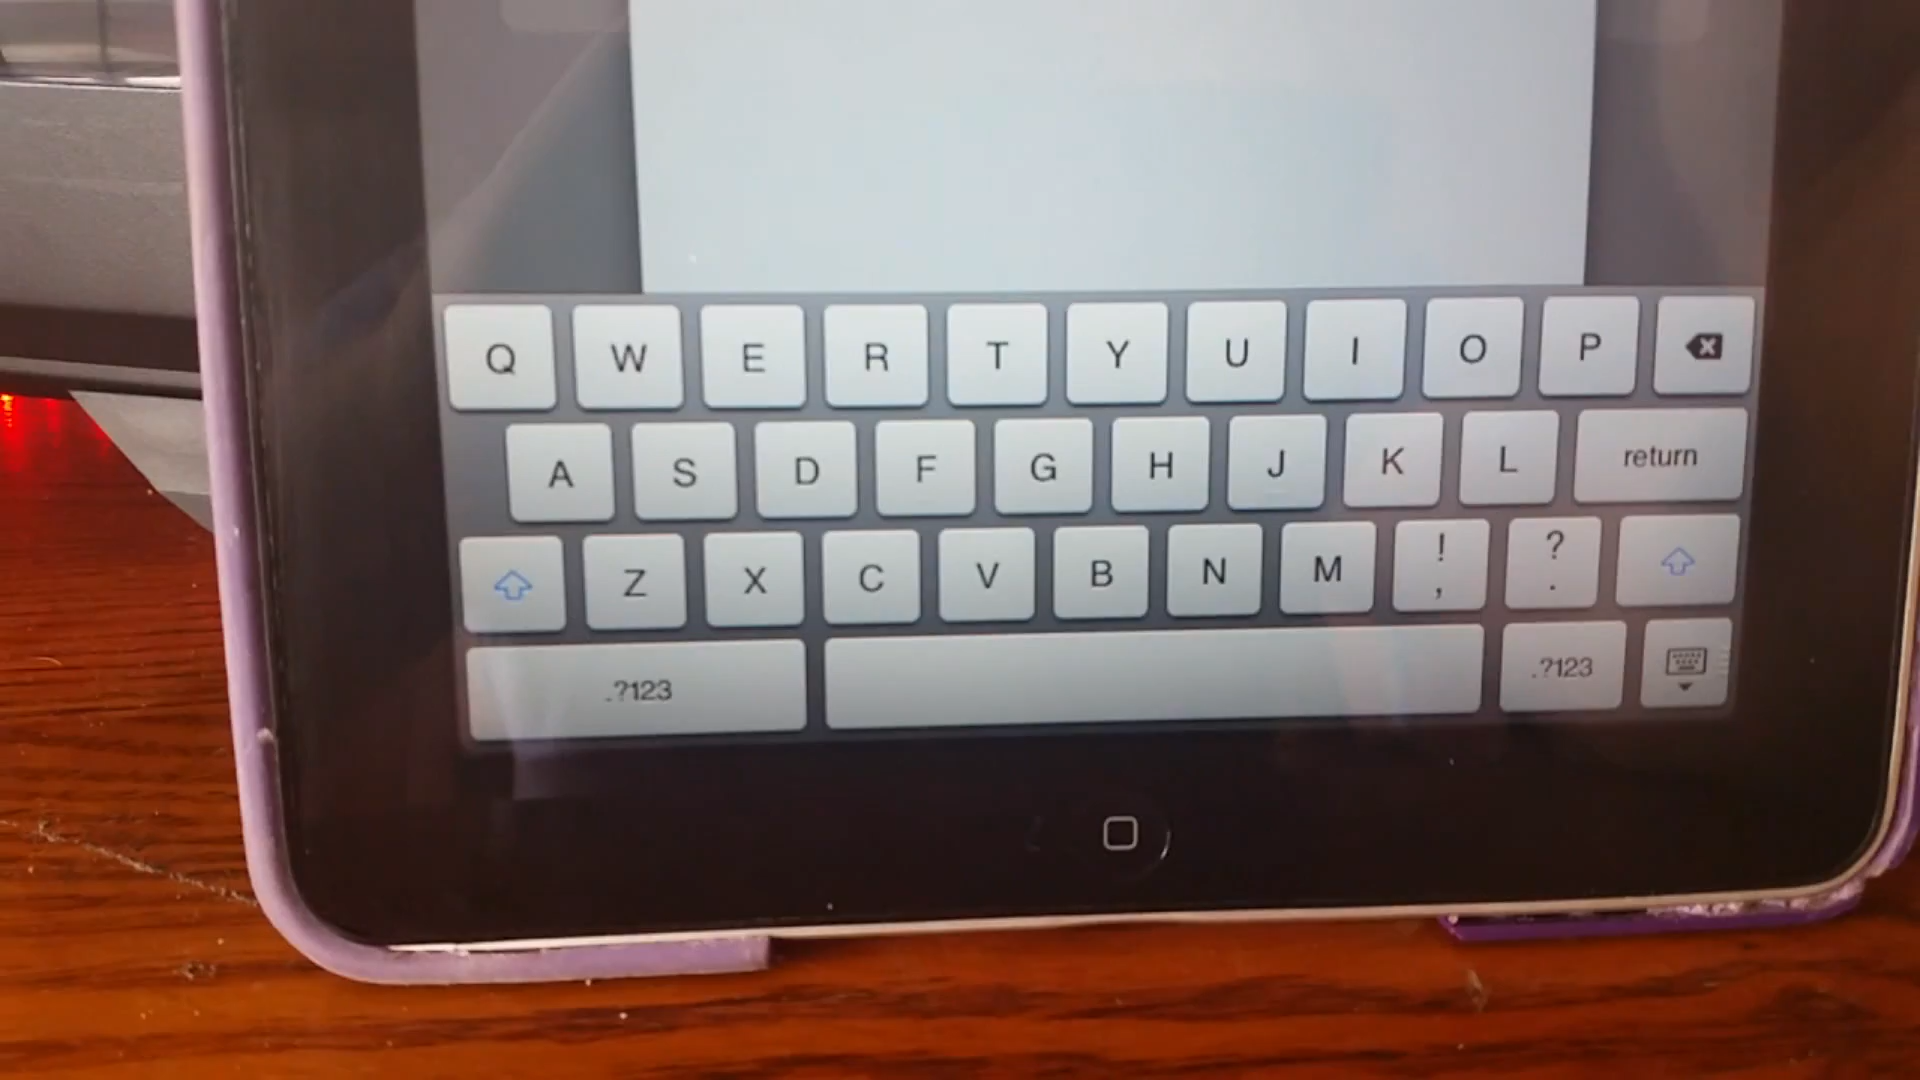 Q W E R T Y U I O P
A S D F G H J K L return
Z X C V B N M ! , ? .
.?123 .?123